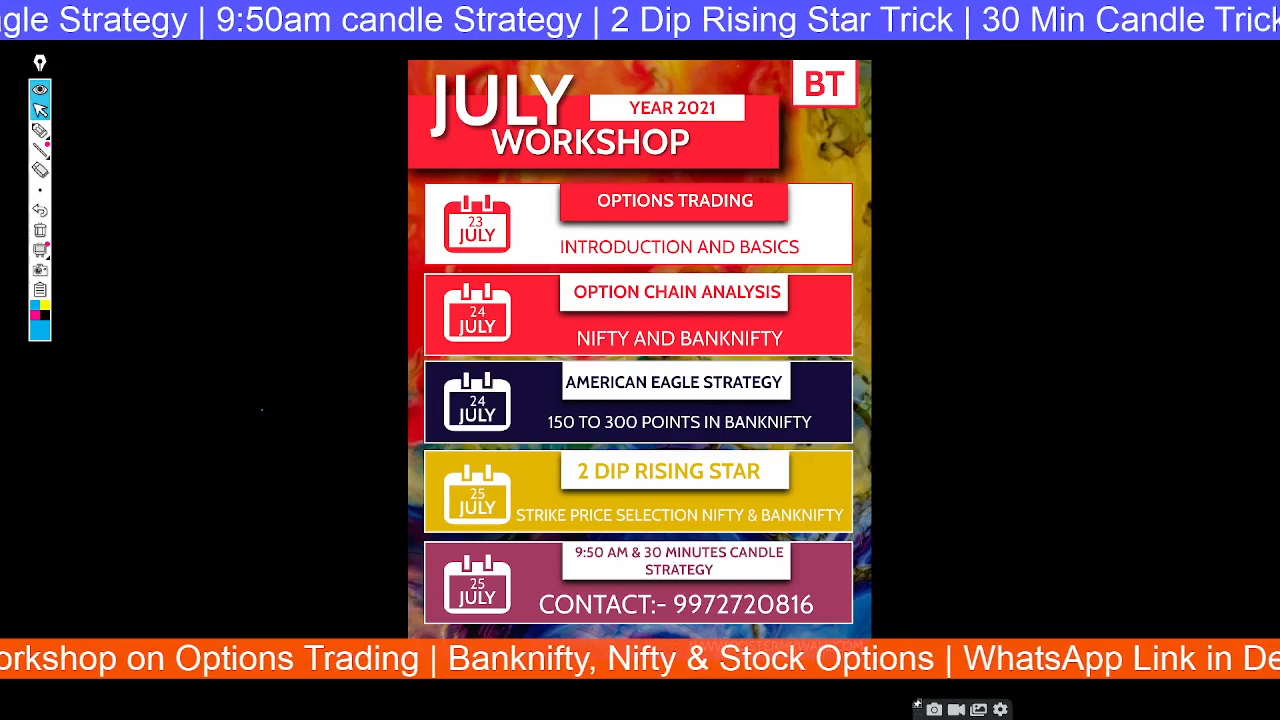 gle Strategy | 9:50am candle Strategy | 2 Dip Rising Star Trick | 30 Min Candle Trick
JULY
YEAR 2021
BT
WORKSHOP
23
JULY
OPTIONS TRADING
INTRODUCTION AND BASICS
24
JULY
OPTION CHAIN ANALYSIS
NIFTY AND BANKNIFTY
24
JULY
AMERICAN EAGLE STRATEGY
150 TO 300 POINTS IN BANKNIFTY
25
JULY
2 DIP RISING STAR
STRIKE PRICE SELECTION NIFTY & BANKNIFTY
25
JULY
9:50 AM & 30 MINUTES CANDLE
STRATEGY
CONTACT:- 9972720816
orkshop on Options Trading | Banknifty, Nifty & Stock Options | WhatsApp Link in De